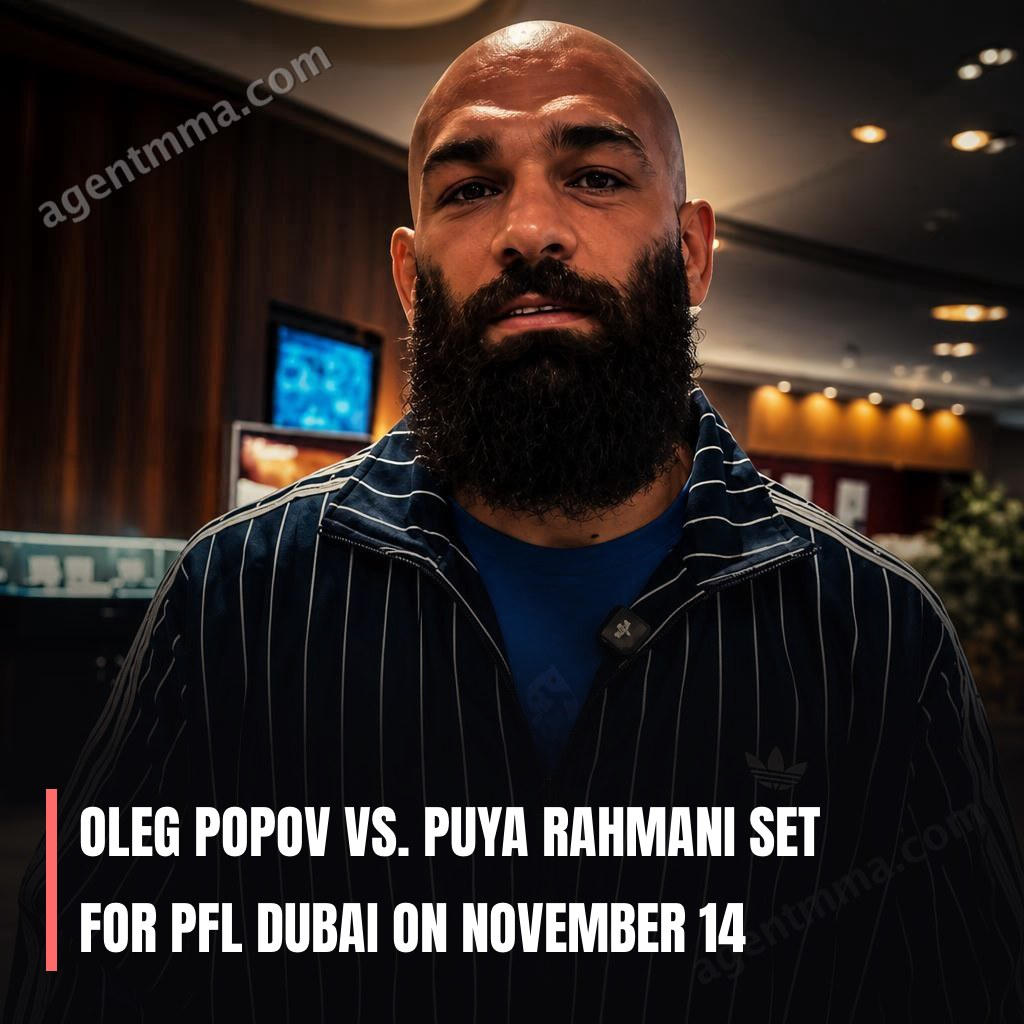 agentmma.com
OLEG POPOV VS. PUYA RAHMANI SET
FOR PFL DUBAI ON NOVEMBER 14
agentmma.com